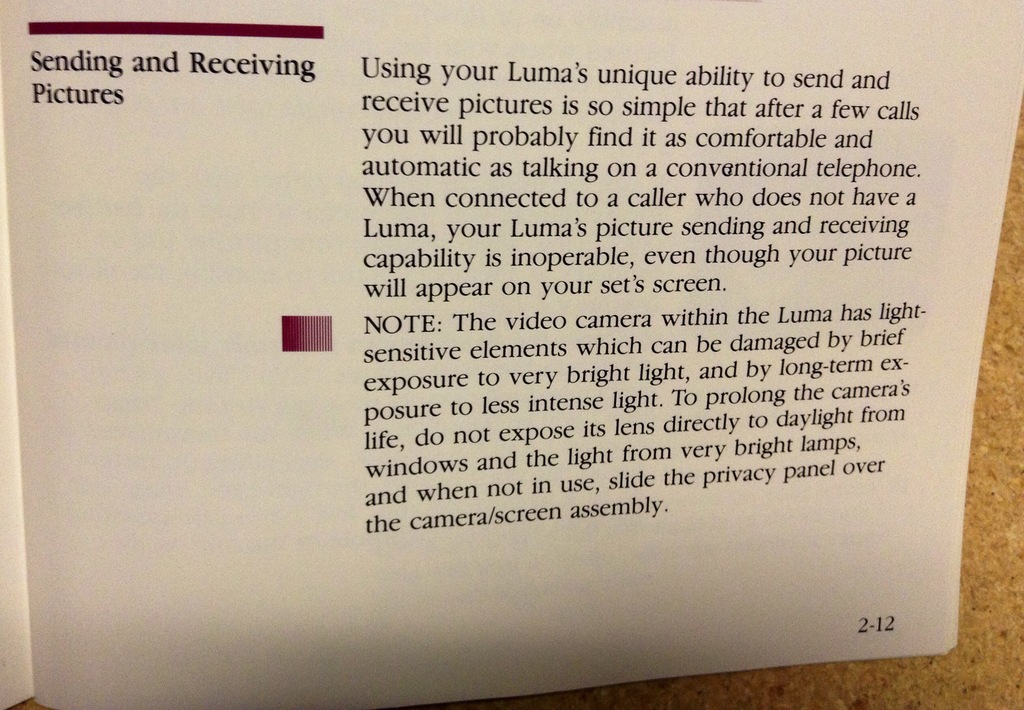 Sending and Receiving
Pictures
Using your Luma's unique ability to send and
receive pictures is so simple that after a few calls
you will probably find it as comfortable and
automatic as talking on a conventional telephone.
When connected to a caller who does not have a
Luma, your Luma's picture sending and receiving
capability is inoperable, even though your picture
will appear on your set's screen.
NOTE: The video camera within the Luma has light-
sensitive elements which can be damaged by brief
exposure to very bright light, and by long-term ex-
posure to less intense light. To prolong the camera's
life, do not expose its lens directly to daylight from
windows and the light from very bright lamps,
and when not in use, slide the privacy panel over
the camera/screen assembly.
2-12